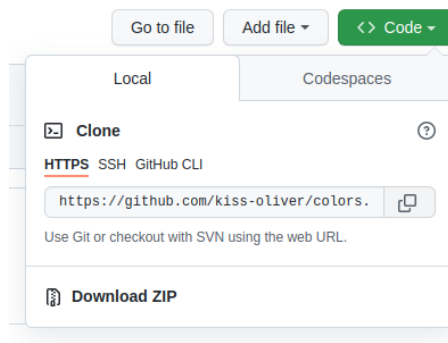 Go to file Add file <> Code
Local Codespaces
Clone
HTTPS SSH GitHub CLI
https://github.com/kiss-oliver/colors.
Use Git or checkout with SVN using the web URL.
Download ZIP